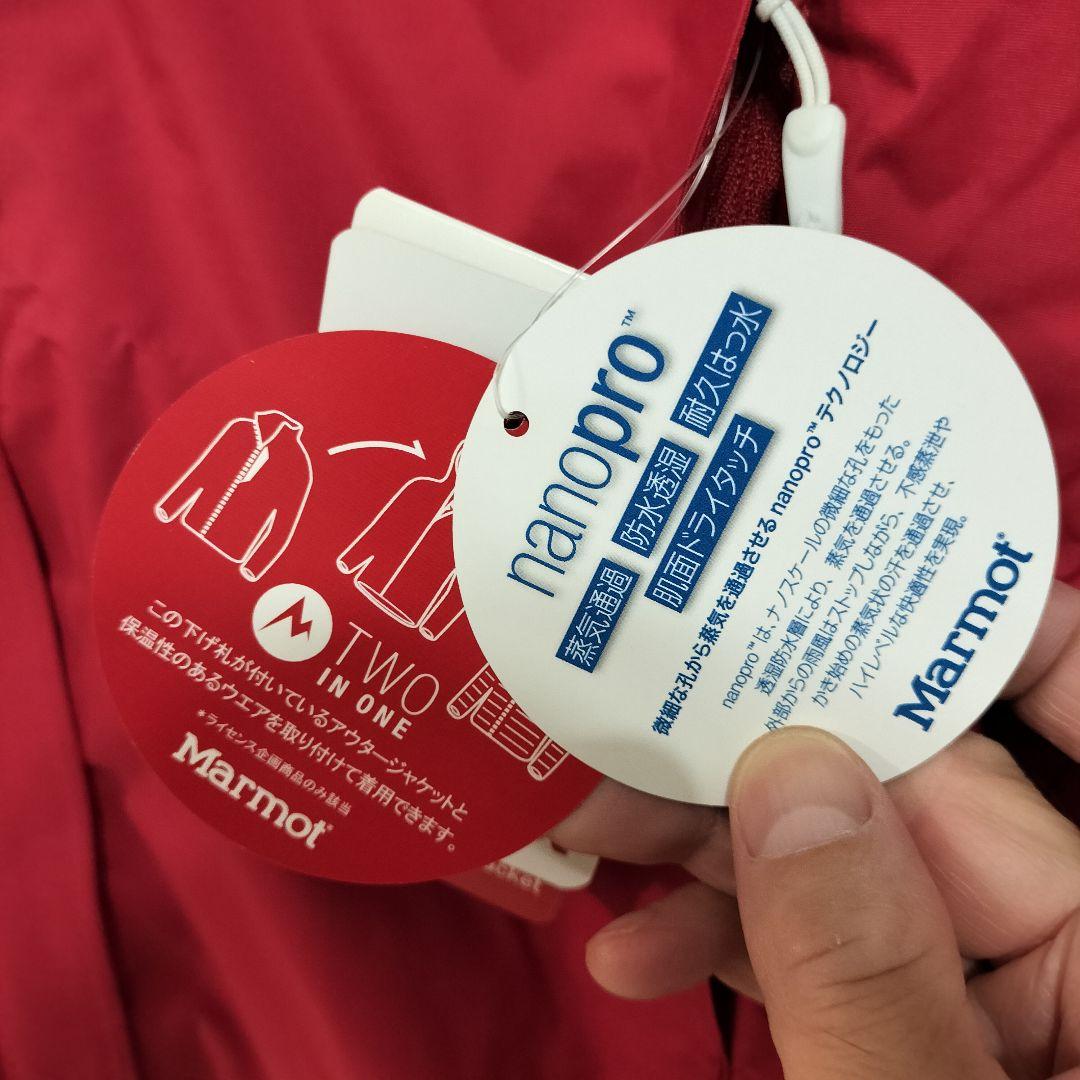 nanopro™
蒸気通過 防水透湿 耐久はっ水
肌面ドライタッチ
微細な孔から蒸気を通過させるnanopro™テクノロジー
nanopro™は、ナノスケールの微細な孔をもった
透湿防水層により、蒸気を通過させる。
外部からの雨風はストップしながら、不感蒸泄や
かき始めの蒸気状の汗を通過させ、
ハイレベルな快適性を実現。
Marmot
TWO
IN ONE
この下げ札が付いているアウタージャケットと
保温性のあるウエアを取り付けて着用できます。
*ライセンス企画商品のみ該当
Marmot